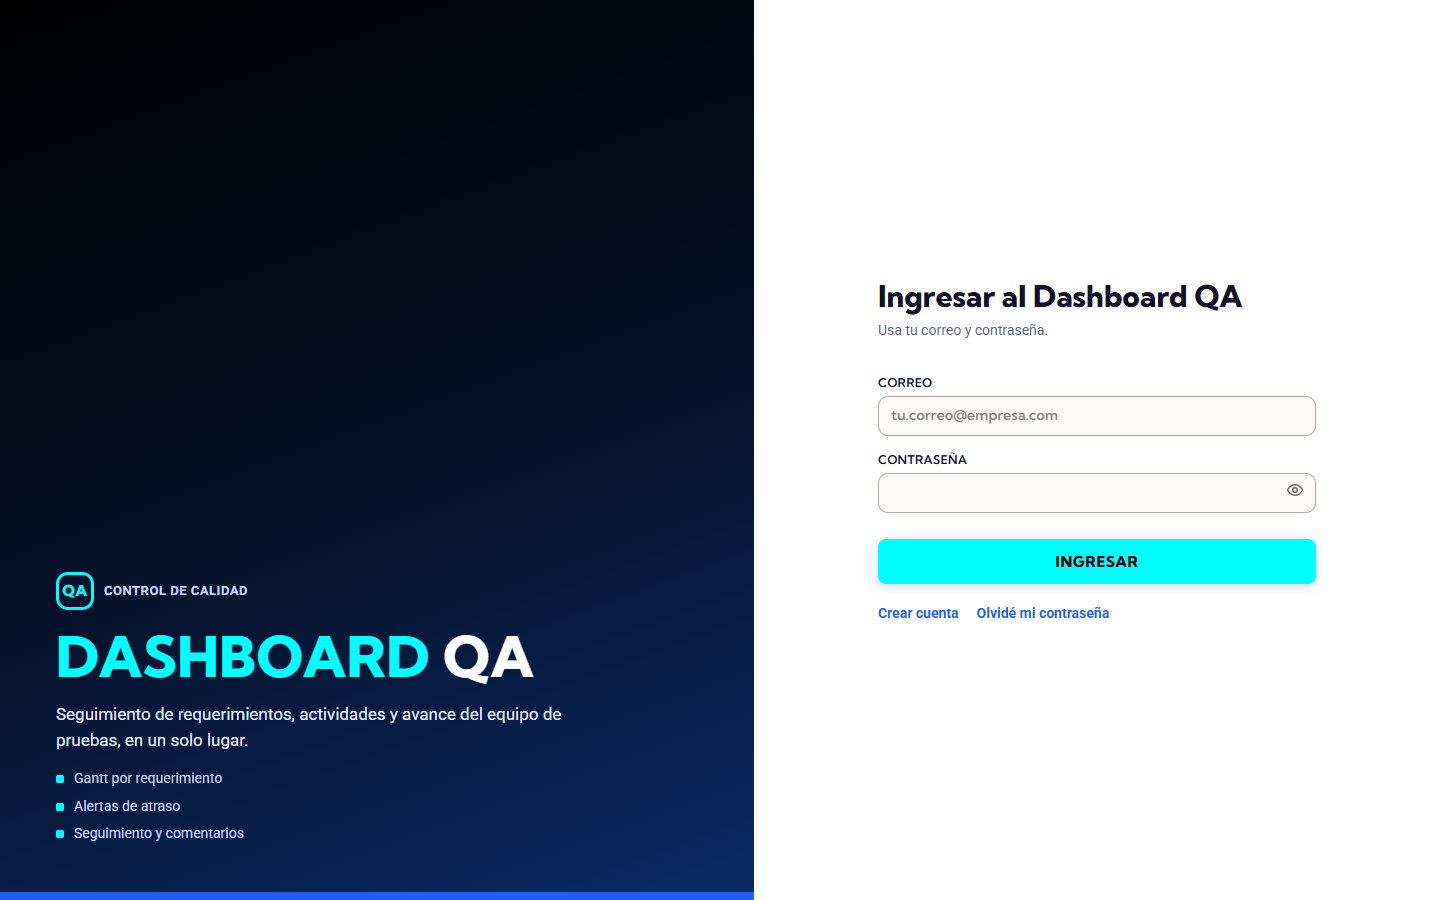 QA CONTROL DE CALIDAD
DASHBOARD QA
Seguimiento de requerimientos, actividades y avance del equipo de
pruebas, en un solo lugar.
Gantt por requerimiento
Alertas de atraso
Seguimiento y comentarios
Ingresar al Dashboard QA
Usa tu correo y contraseña.
CORREO
tu.correo@empresa.com
CONTRASEÑA
INGRESAR
Crear cuenta Olvidé mi contraseña